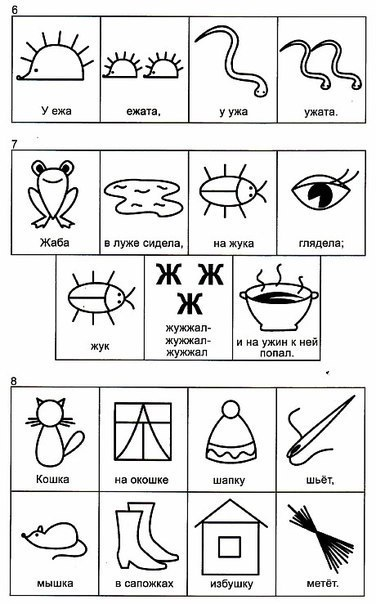 6
У ежа ежата, у ужа ужата.
7
Жаба в луже сидела, на жука глядела;
Ж Ж
Ж
жужжал-
жужжал-
жук жужжал и на ужин к ней
попал.
8
Кошка на окошке шапку шьёт,
мышка в сапожках избушку метёт.